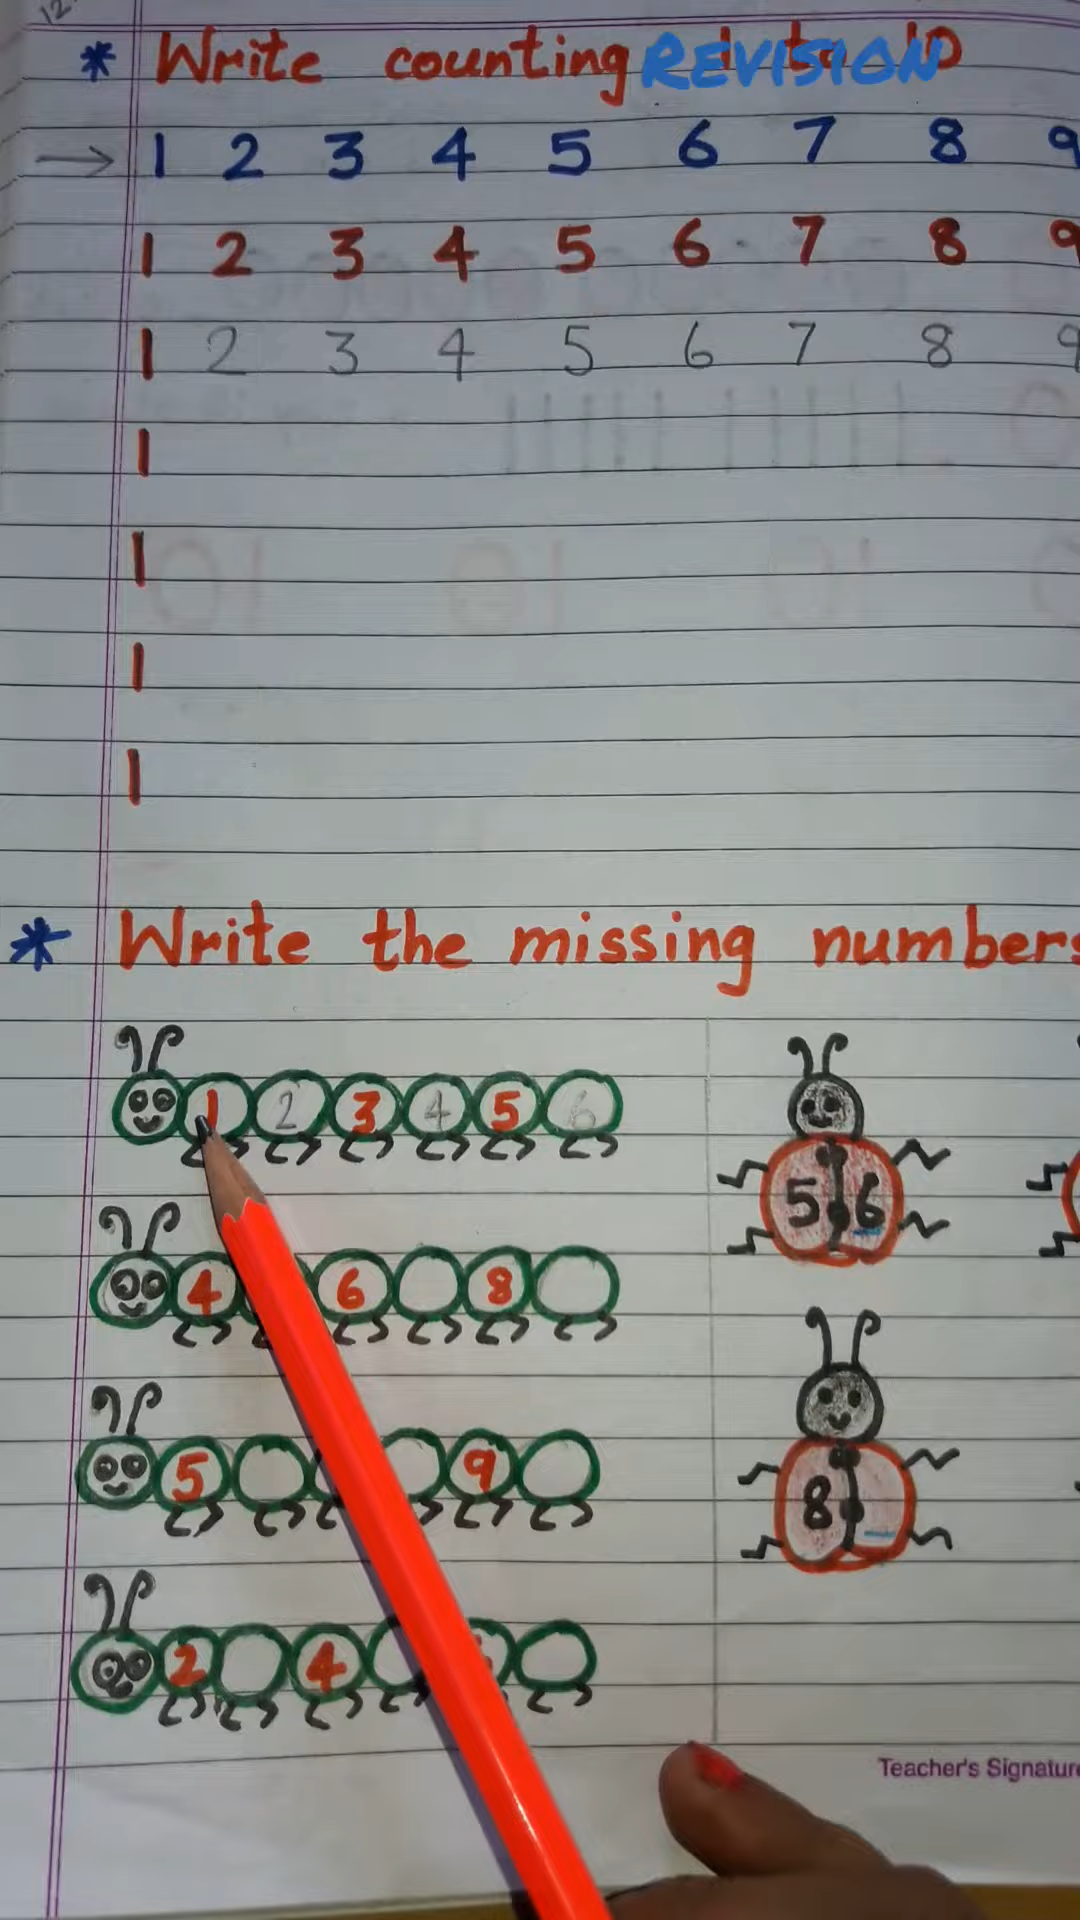 12
* Write counting 1 to 10
REVISION
→ 1 2 3 4 5 6 7 8 9
1 2 3 4 5 6 7 8 9
1 2 3 4 5 6 7 8 9
1
1
1
1
* Write the missing numbers
1 2 3 4 5 6
5 6
4 6 8
5 9
8 _
2 4
Teacher's Signature